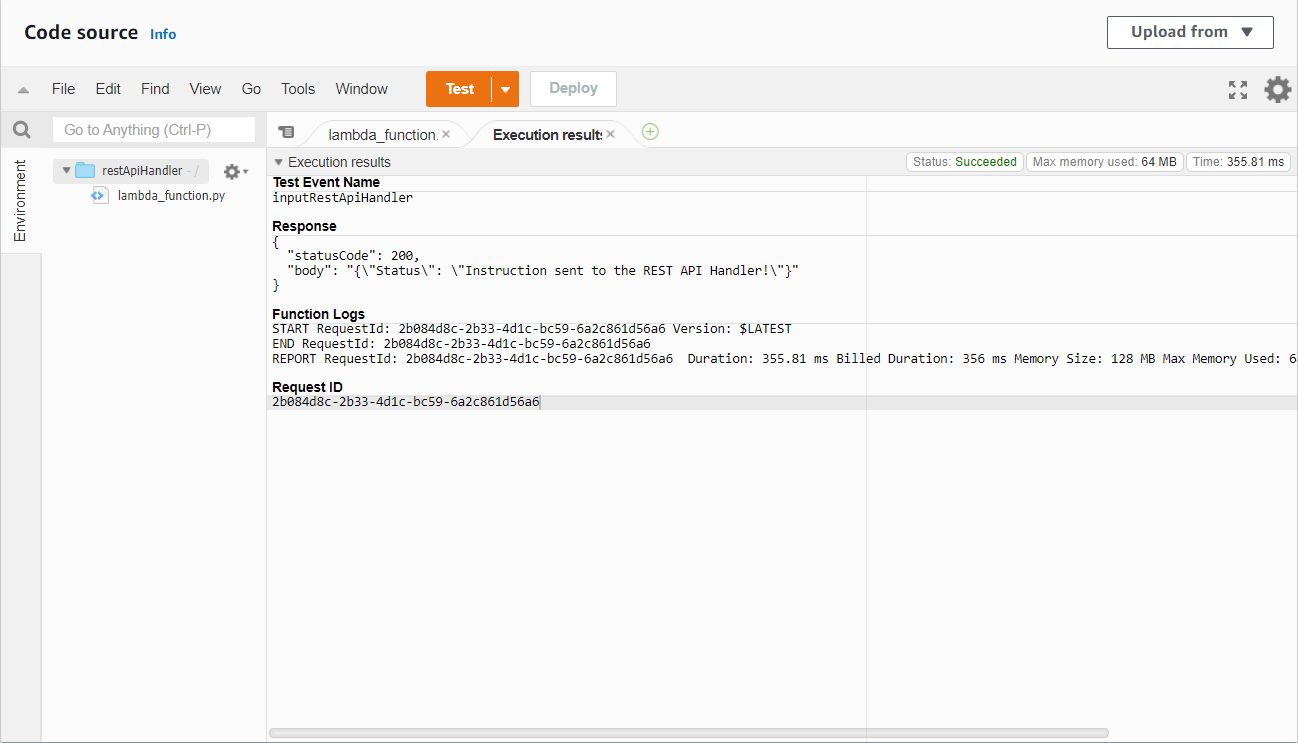 Code source Info
Upload from
File Edit Find View Go Tools Window Test Deploy
Go to Anything (Ctrl-P)
lambda_function. Execution results
Environment
restApiHandler - /
lambda_function.py
Execution results
Status: Succeeded Max memory used: 64 MB Time: 355.81 ms
Test Event Name
inputRestApiHandler
Response
{
"statusCode": 200,
"body": "{\"Status\": \"Instruction sent to the REST API Handler!\"}"
}
Function Logs
START RequestId: 2b084d8c-2b33-4d1c-bc59-6a2c861d56a6 Version: $LATEST
END RequestId: 2b084d8c-2b33-4d1c-bc59-6a2c861d56a6
REPORT RequestId: 2b084d8c-2b33-4d1c-bc59-6a2c861d56a6 Duration: 355.81 ms Billed Duration: 356 ms Memory Size: 128 MB Max Memory Used: 6
Request ID
2b084d8c-2b33-4d1c-bc59-6a2c861d56a6